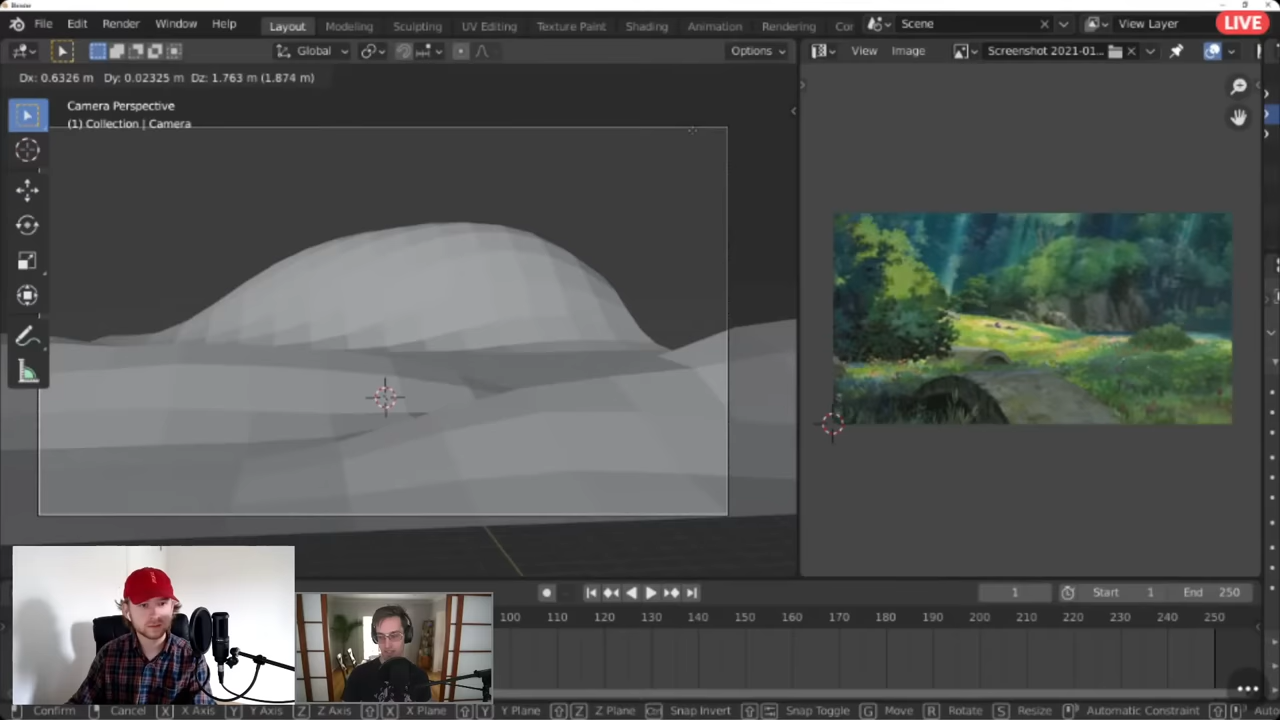 Blender
File Edit Render Window Help Layout Modeling Sculpting UV Editing Texture Paint Shading Animation Rendering Scene View Layer
LIVE
Global Options View Image Screenshot 2021-01...
Dx: 0.6326 m Dy: 0.02325 m Dz: 1.763 m (1.874 m)
Camera Perspective
(1) Collection | Camera
1 Start 1 End 250
100 110 120 130 140 150 160 170 180 190 200 210 220 230 240 250
Confirm Cancel X X Axis Y Y Axis Z Z Axis X X Plane Y Y Plane Z Z Plane Ctrl Snap Invert Snap Toggle G Move R Rotate S Resize Automatic Constraint Auto